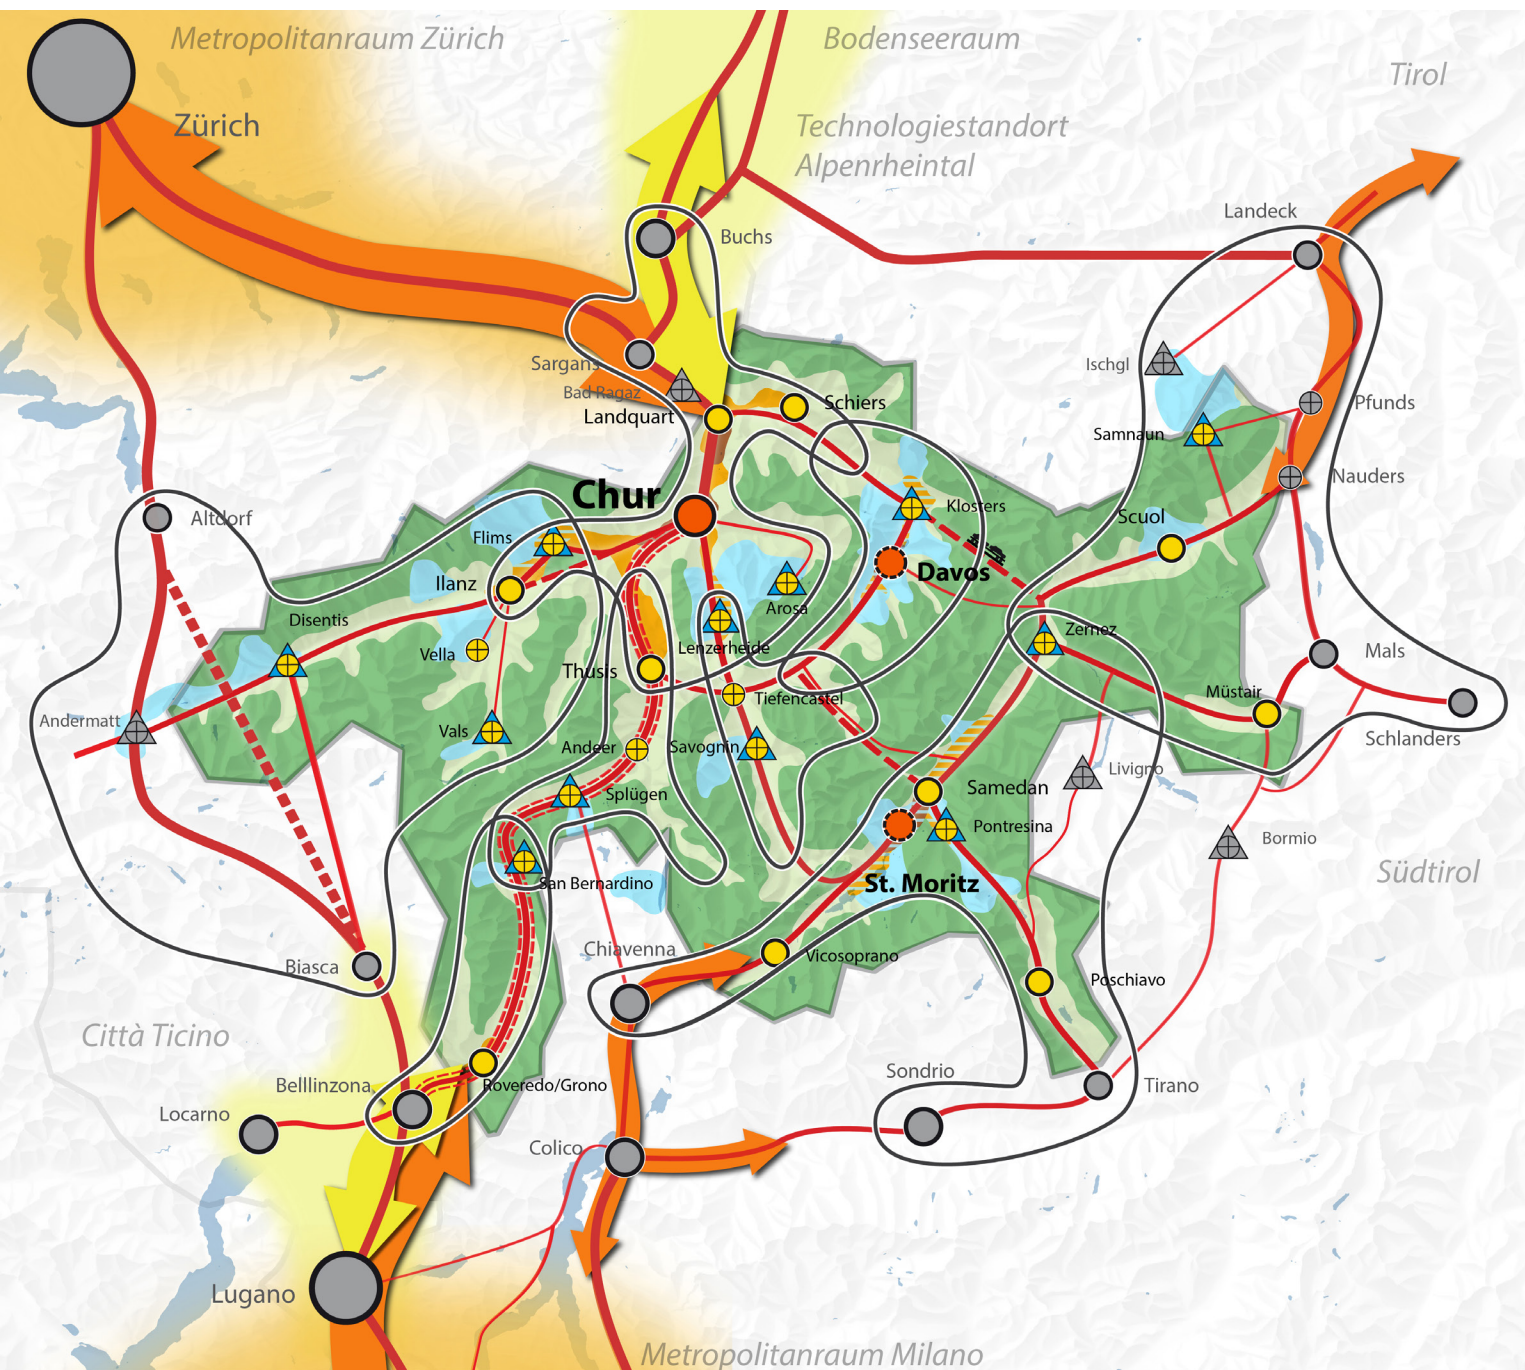 Metropolitanraum Zürich
Bodenseeraum
Tirol
Zürich
Technologiestandort
Alpenrheintal
Landeck
Buchs
Sargans
Ischgl
Bad Ragaz
Landquart
Schiers
Pfunds
Samnaun
Nauders
Chur
Klosters
Altdorf
Scuol
Flims
Davos
Ilanz
Arosa
Disentis
Zernez
Vella
Lenzerheide
Mals
Thusis
Müstair
Tiefencastel
Andermatt
Vals
Andeer
Savognin
Schlanders
Livigno
Splügen
Samedan
Pontresina
Bormio
Südtirol
San Bernardino
St. Moritz
Chiavenna
Vicosoprano
Biasca
Poschiavo
Città Ticino
Sondrio
Belllinzona
Roveredo/Grono
Tirano
Locarno
Colico
Lugano
Metropolitanraum Milano